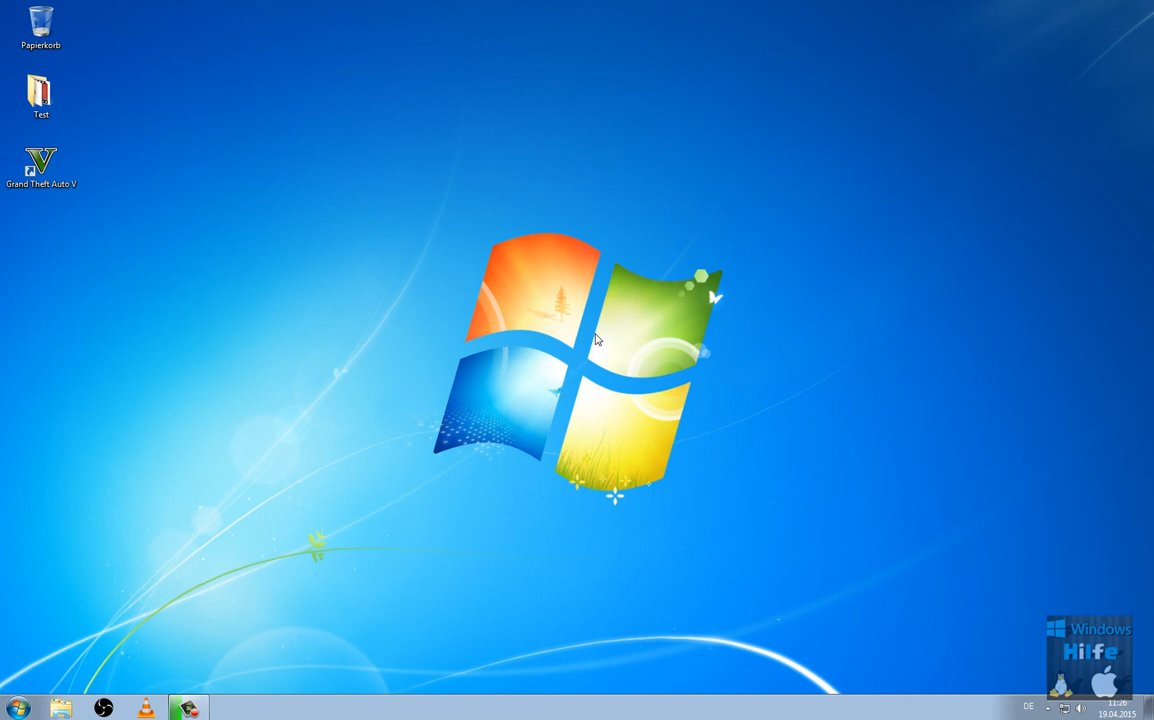 Papierkorb
Test
Grand Theft Auto V
Windows
Hilfe
DE
11:26
19.04.2015